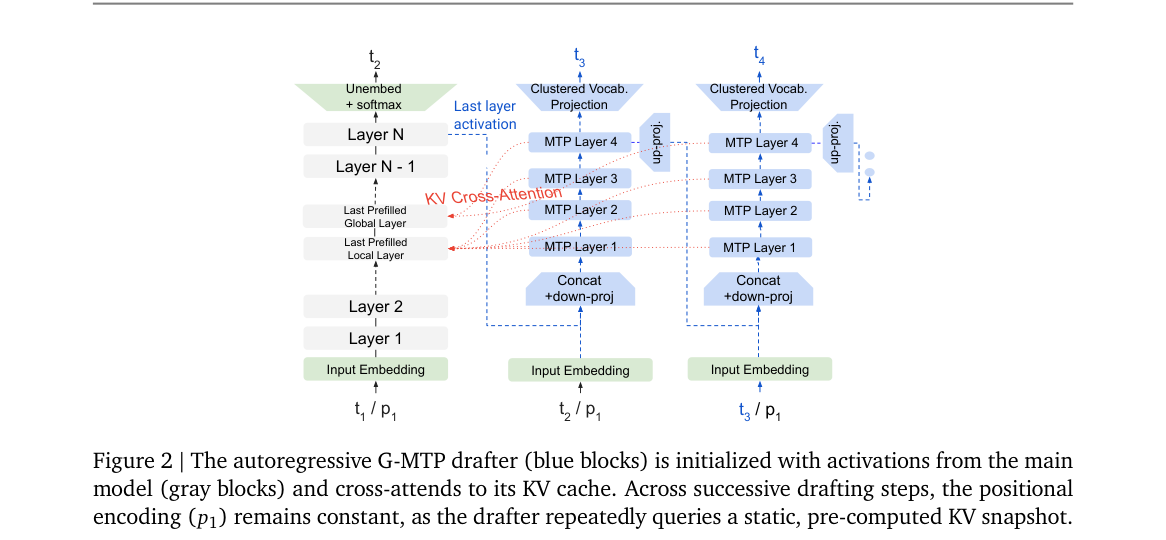 t2
Unembed
+ softmax
Layer N
Layer N - 1
Last Prefilled
Global Layer
Last Prefilled
Local Layer
Layer 2
Layer 1
Input Embedding
t1 / p1
Last layer
activation
KV Cross-Attention
t3
Clustered Vocab.
Projection
MTP Layer 4
up-proj.
MTP Layer 3
MTP Layer 2
MTP Layer 1
Concat
+down-proj
Input Embedding
t2 / p1
t4
Clustered Vocab.
Projection
MTP Layer 4
up-proj.
MTP Layer 3
MTP Layer 2
MTP Layer 1
Concat
+down-proj
Input Embedding
t3 / p1
Figure 2 | The autoregressive G-MTP drafter (blue blocks) is initialized with activations from the main
model (gray blocks) and cross-attends to its KV cache. Across successive drafting steps, the positional
encoding (p1) remains constant, as the drafter repeatedly queries a static, pre-computed KV snapshot.